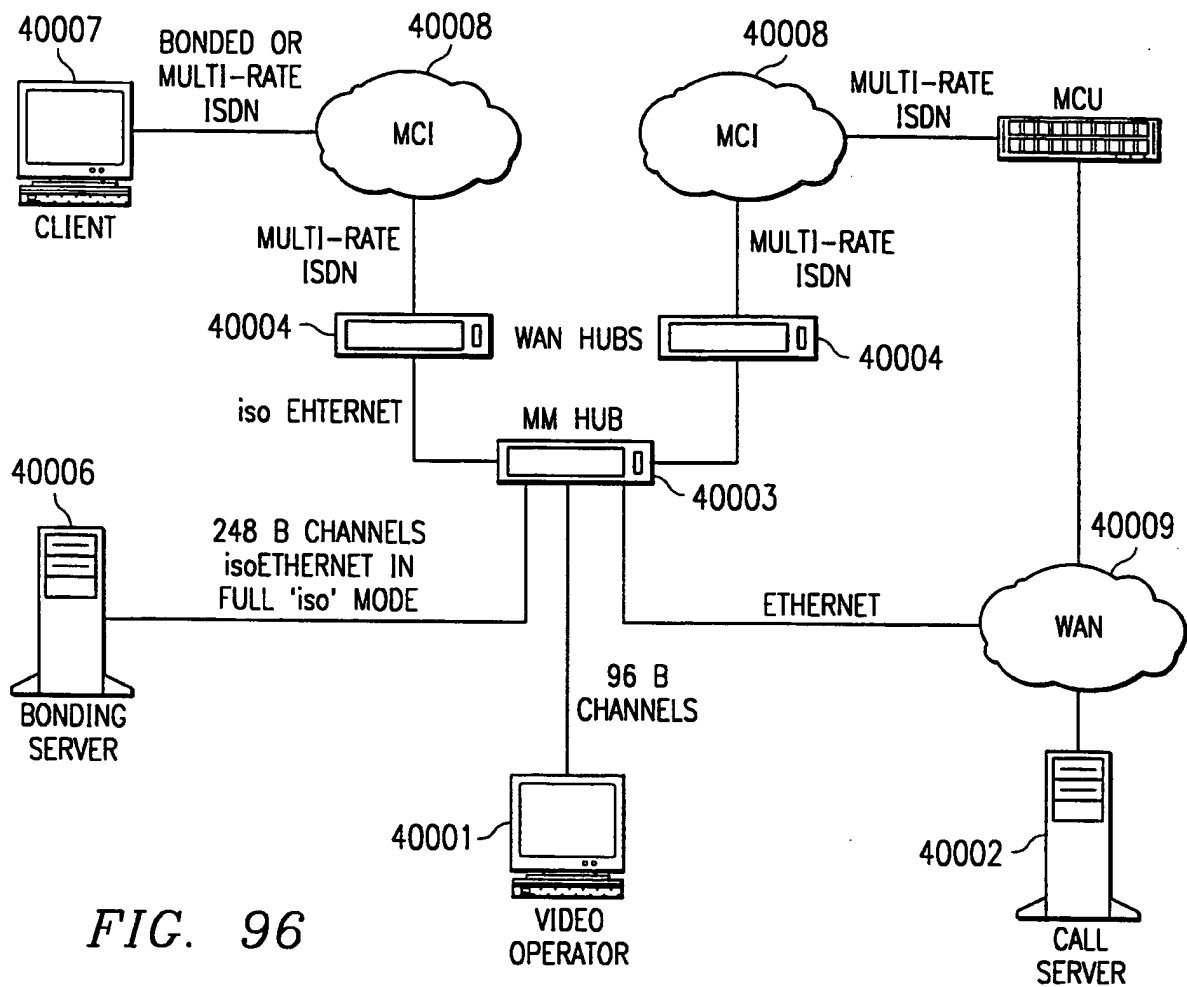 40007
BONDED OR
MULTI-RATE
ISDN
40008
MCI
40008
MCI
MULTI-RATE
ISDN
MCU
CLIENT
MULTI-RATE
ISDN
MULTI-RATE
ISDN
40004
WAN HUBS
40004
iso EHTERNET
MM HUB
40003
40006
248 B CHANNELS
isoETHERNET IN
FULL 'iso' MODE
BONDING
SERVER
ETHERNET
40009
WAN
96 B
CHANNELS
40001
VIDEO
OPERATOR
40002
CALL
SERVER
FIG. 96